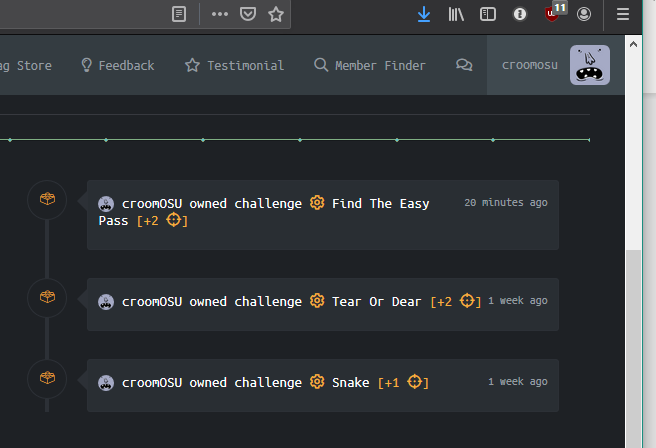 11
ag Store
Feedback
Testimonial
Member Finder
croomosu
croomOSU owned challenge Find The Easy
Pass [+2 ]
20 minutes ago
croomOSU owned challenge Tear Or Dear [+2 ]
1 week ago
croomOSU owned challenge Snake [+1 ]
1 week ago